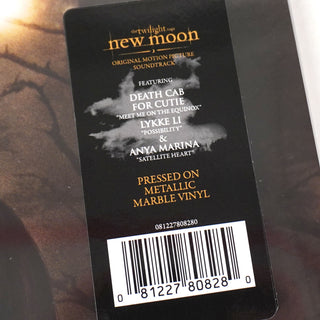 the twilight saga
new moon
ORIGINAL MOTION PICTURE
SOUNDTRACK
FEATURING
DEATH CAB
FOR CUTIE
"MEET ME ON THE EQUINOX"
LYKKE LI
"POSSIBILITY"
&
ANYA MARINA
"SATELLITE HEART"
PRESSED ON
METALLIC
MARBLE VINYL
081227808280
0 81227 80828 0